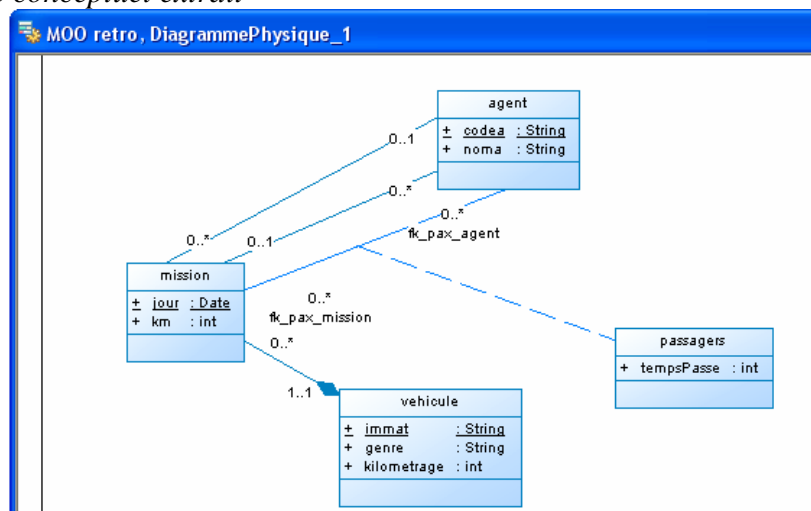 conceptuel extrait
MOO retro, DiagrammePhysique_1
agent
+ codea : String
+ noma : String
0..1
0..*
0..*
fk_pax_agent
0..*
0..1
mission
+ jour : Date
+ km : int
0..*
fk_pax_mission
0..*
1..1
passagers
+ tempsPasse : int
vehicule
+ immat : String
+ genre : String
+ kilometrage : int